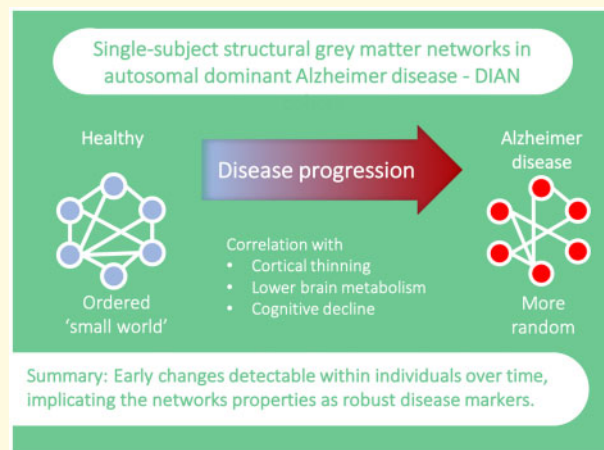 Single-subject structural grey matter networks in
autosomal dominant Alzheimer disease - DIAN
Healthy
Disease progression
Alzheimer
disease
Correlation with
• Cortical thinning
• Lower brain metabolism
• Cognitive decline
Ordered
'small world'
More
random
Summary: Early changes detectable within individuals over time,
implicating the networks properties as robust disease markers.